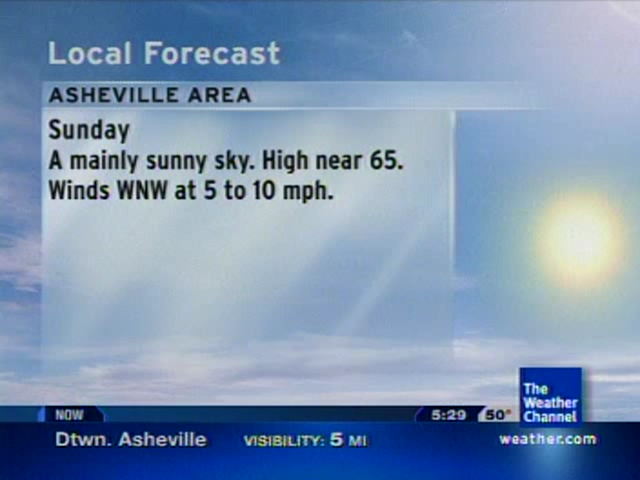 Local Forecast
ASHEVILLE AREA
Sunday
A mainly sunny sky. High near 65.
Winds WNW at 5 to 10 mph.
NOW
5:29 50°
The
Weather
Channel
Dtwn. Asheville VISIBILITY: 5 MI
weather.com